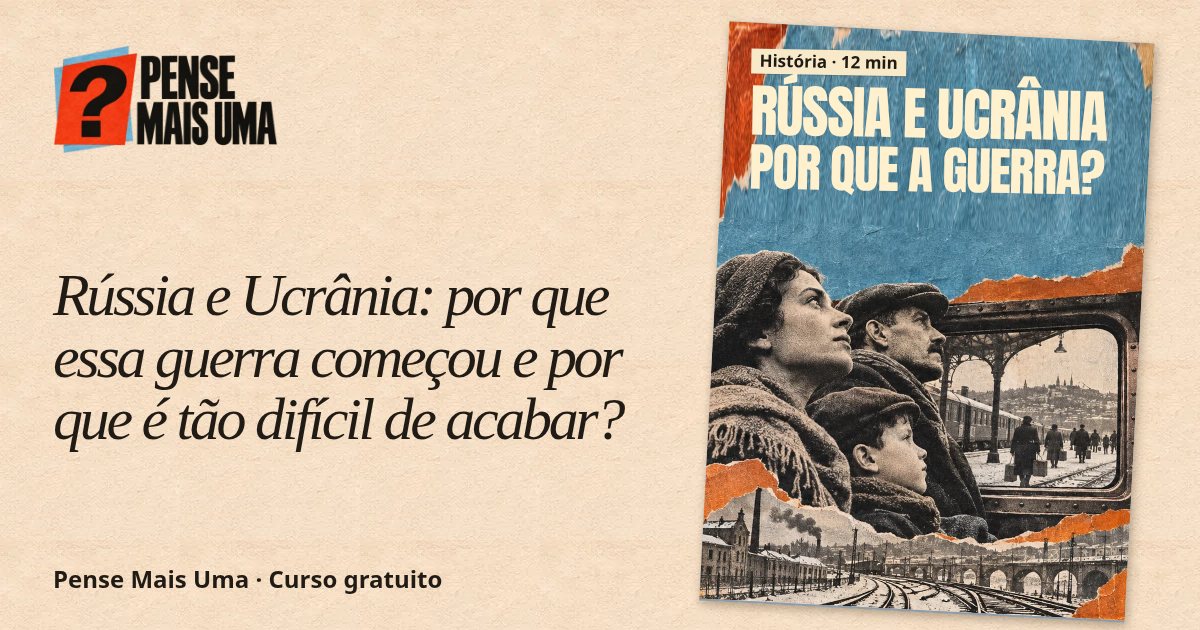 ?
PENSE
MAIS UMA
Rússia e Ucrânia: por que
essa guerra começou e por
que é tão difícil de acabar?
Pense Mais Uma · Curso gratuito
História · 12 min
RÚSSIA E UCRÂNIA
POR QUE A GUERRA?